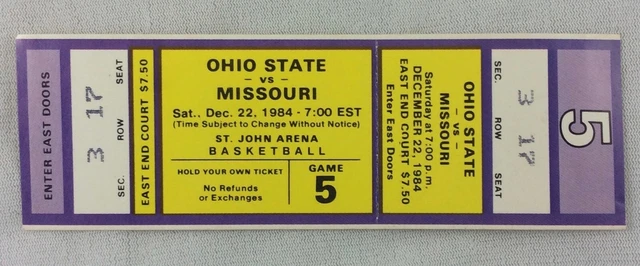 ENTER EAST DOORS
SEAT
ROW
SEC.
17
3
EAST END COURT $7.50
OHIO STATE
- vs -
MISSOURI
Sat., Dec. 22, 1984 - 7:00 EST
(Time Subject to Change Without Notice)
ST. JOHN ARENA
BASKETBALL
HOLD YOUR OWN TICKET
No Refunds
or Exchanges
GAME
5
OHIO STATE
- vs -
MISSOURI
Saturday at 7:00 p.m.
DECEMBER 22, 1984
EAST END COURT $7.50
Enter East Doors
SEC.
ROW
SEAT
3
17
5